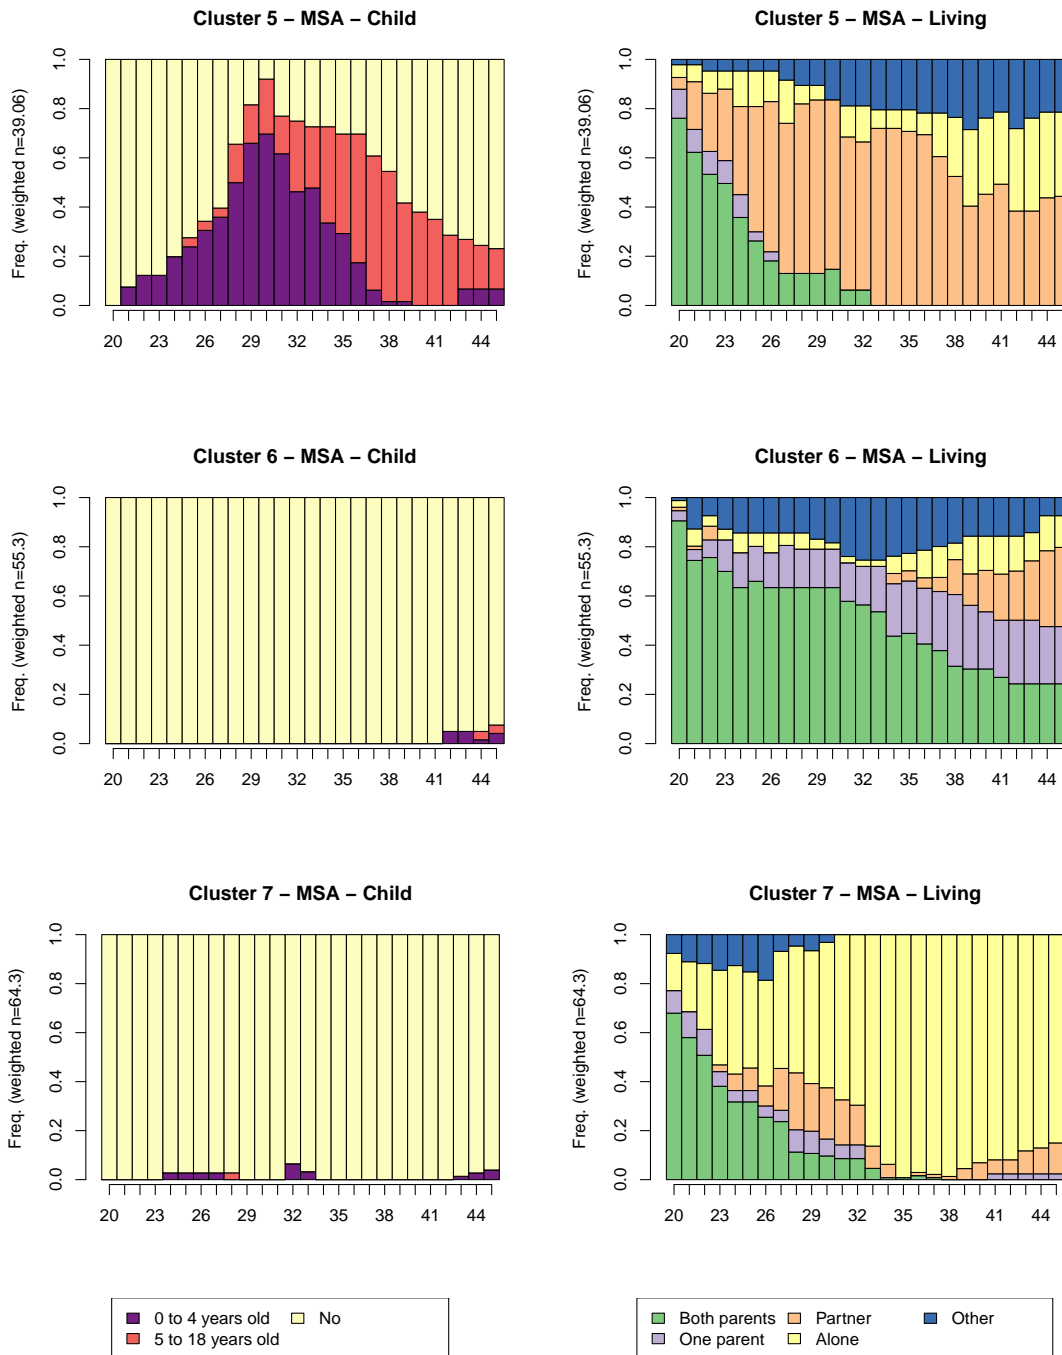 Cluster 5 − MSA − Child
Freq. (weighted n=39.06)
0.0 0.2 0.4 0.6 0.8 1.0
20 23 26 29 32 35 38 41 44
Cluster 5 − MSA − Living
Freq. (weighted n=39.06)
0.0 0.2 0.4 0.6 0.8 1.0
20 23 26 29 32 35 38 41 44
Cluster 6 − MSA − Child
Freq. (weighted n=55.3)
0.0 0.2 0.4 0.6 0.8 1.0
20 23 26 29 32 35 38 41 44
Cluster 6 − MSA − Living
Freq. (weighted n=55.3)
0.0 0.2 0.4 0.6 0.8 1.0
20 23 26 29 32 35 38 41 44
Cluster 7 − MSA − Child
Freq. (weighted n=64.3)
0.0 0.2 0.4 0.6 0.8 1.0
20 23 26 29 32 35 38 41 44
Cluster 7 − MSA − Living
Freq. (weighted n=64.3)
0.0 0.2 0.4 0.6 0.8 1.0
20 23 26 29 32 35 38 41 44
0 to 4 years old No
5 to 18 years old
Both parents Partner Other
One parent Alone